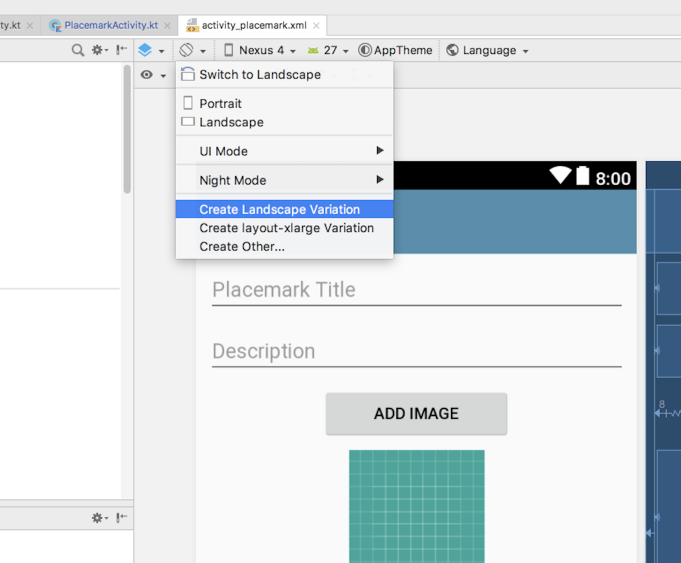 ty.kt
PlacemarkActivity.kt
activity_placemark.xml
Nexus 4
27
AppTheme
Language
Switch to Landscape
Portrait
Landscape
UI Mode
Night Mode
Create Landscape Variation
Create layout-xlarge Variation
Create Other...
8:00
Placemark Title
Description
ADD IMAGE
8